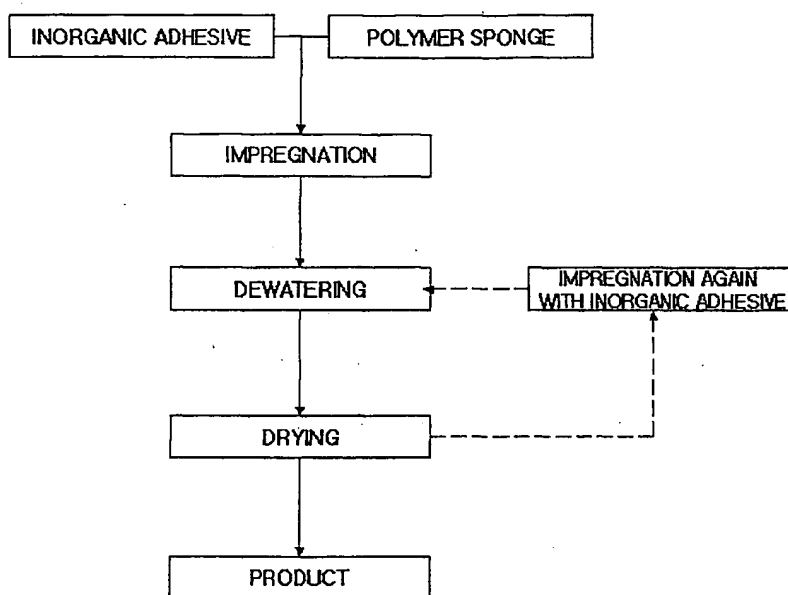 INORGANIC ADHESIVE
POLYMER SPONGE
IMPREGNATION
DEWATERING
IMPREGNATION AGAIN
WITH INORGANIC ADHESIVE
DRYING
PRODUCT